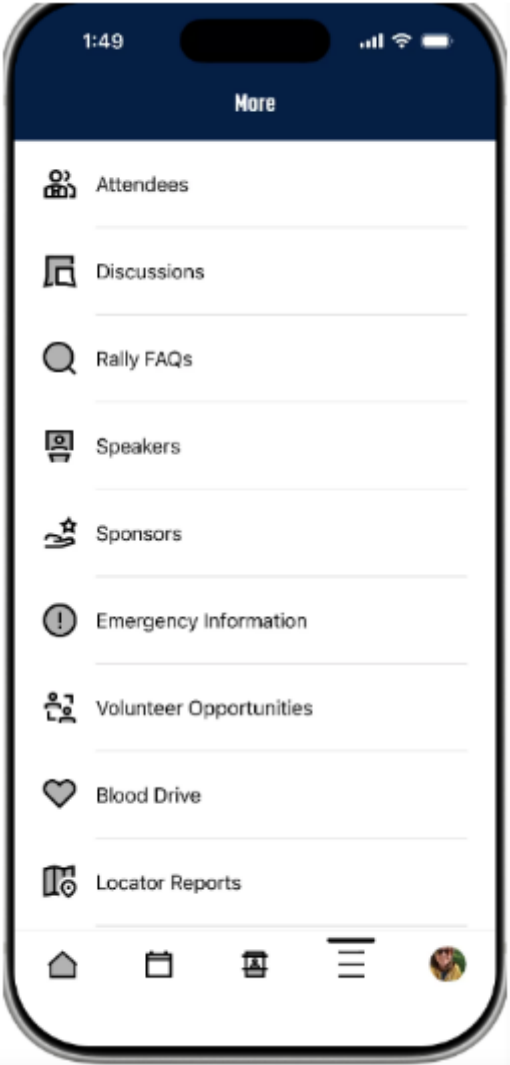 1:49
More
Attendees
Discussions
Rally FAQs
Speakers
Sponsors
Emergency Information
Volunteer Opportunities
Blood Drive
Locator Reports